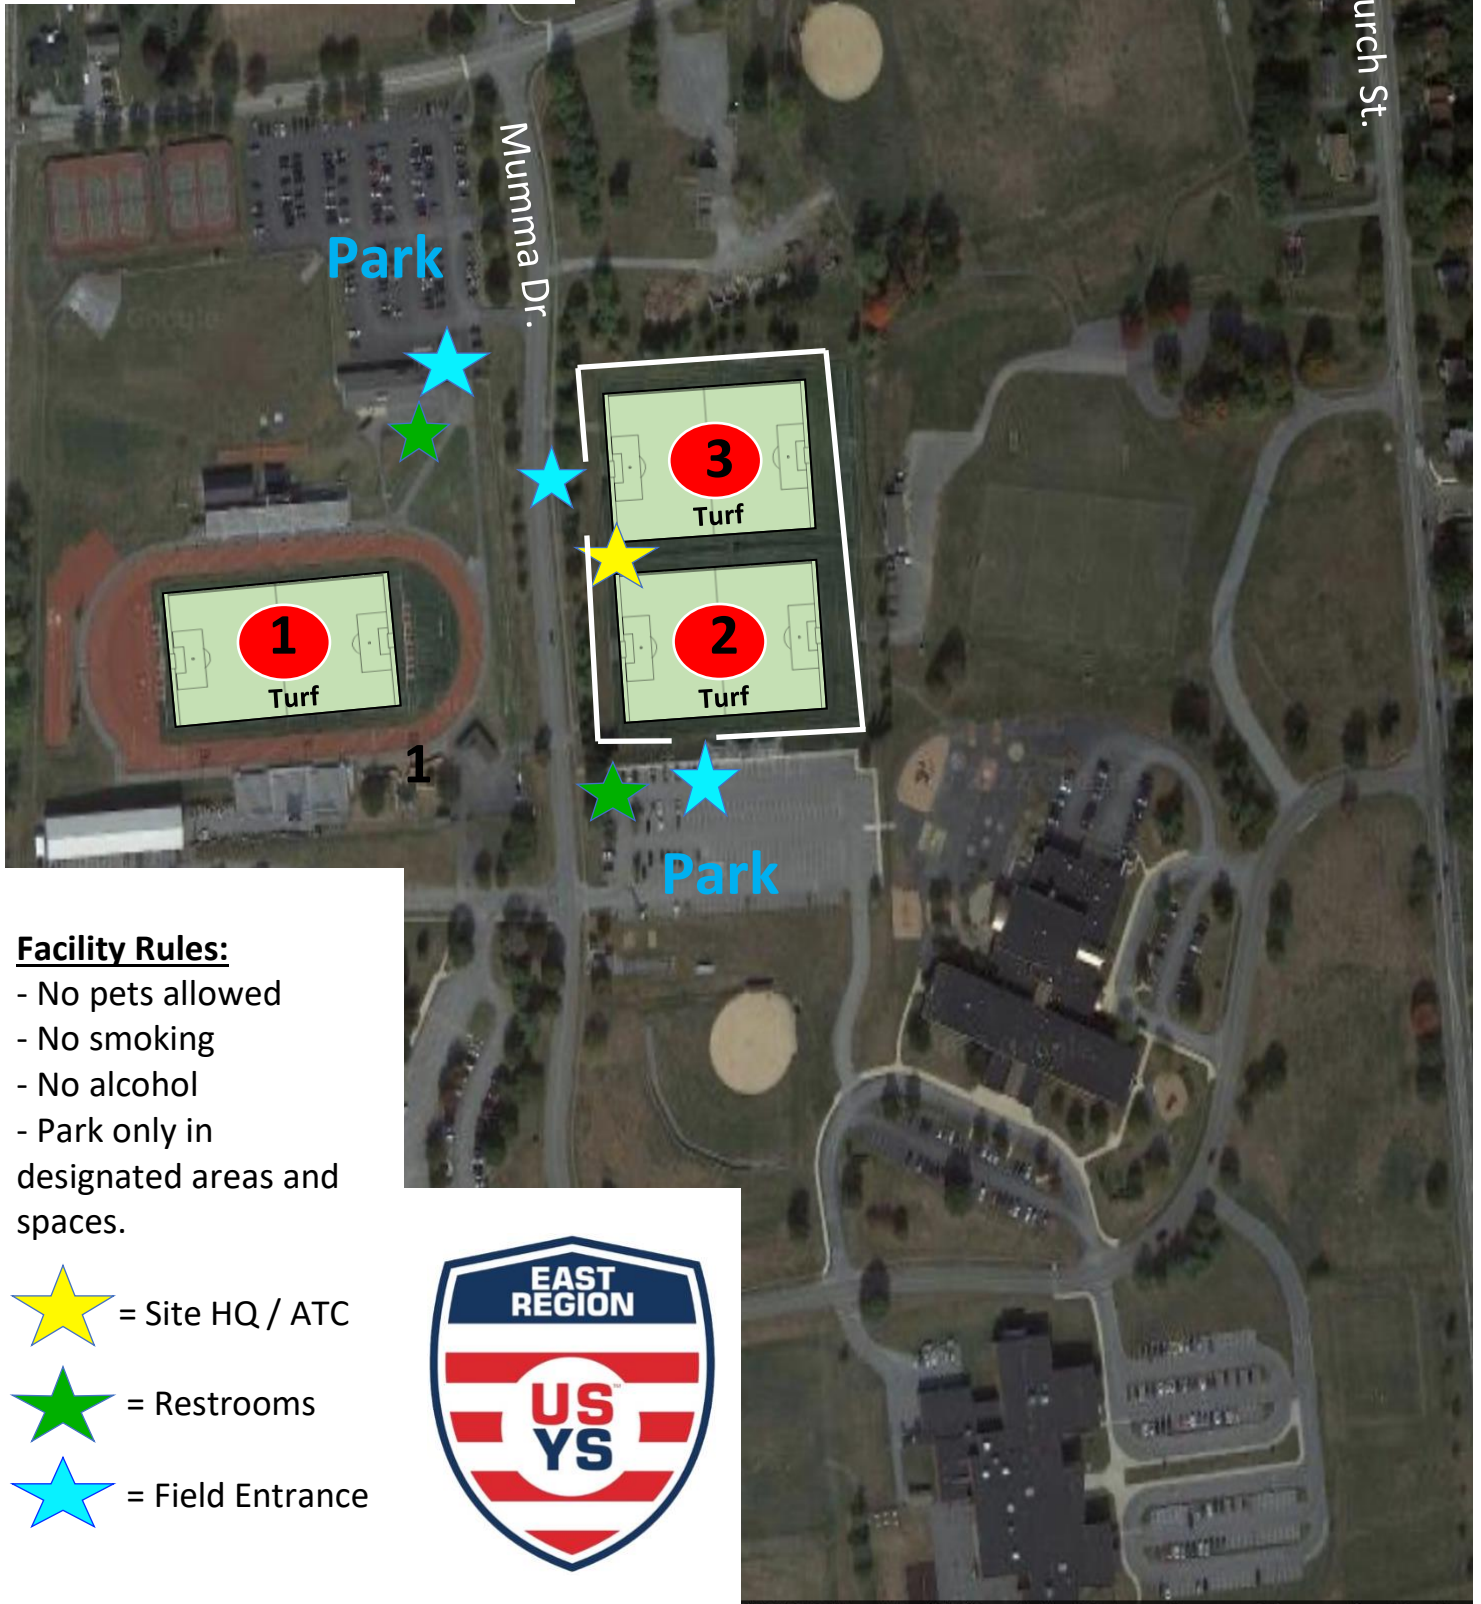 urch St.
Mumma Dr.
Park
Google
3
Turf
1
Turf
2
Turf
1
Park
Facility Rules:
- No pets allowed
- No smoking
- No alcohol
- Park only in
designated areas and
spaces.
= Site HQ / ATC
= Restrooms
= Field Entrance
EAST
REGION
US
YS